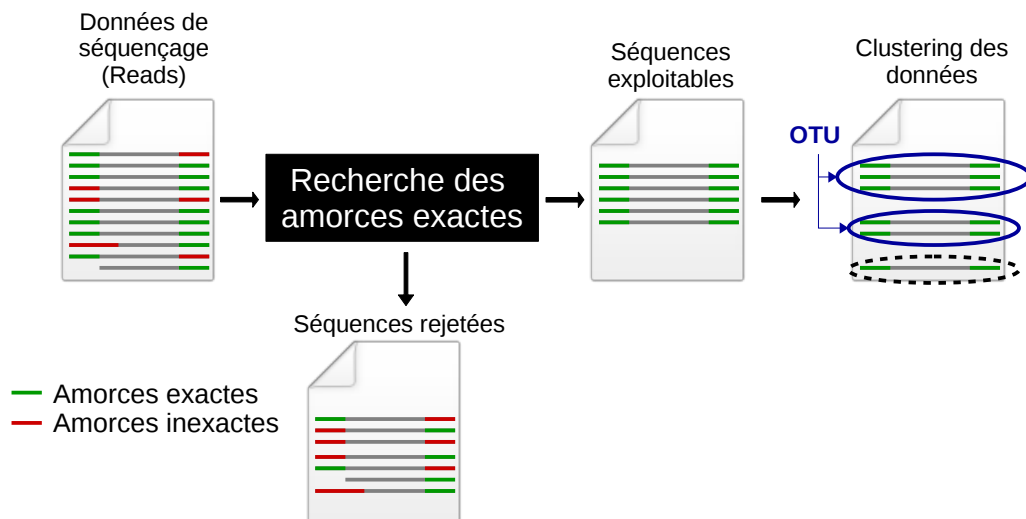 Données de
séquençage
(Reads)
Séquences
exploitables
Clustering des
données
OTU
Recherche des
amorces exactes
Séquences rejetées
Amorces exactes
Amorces inexactes